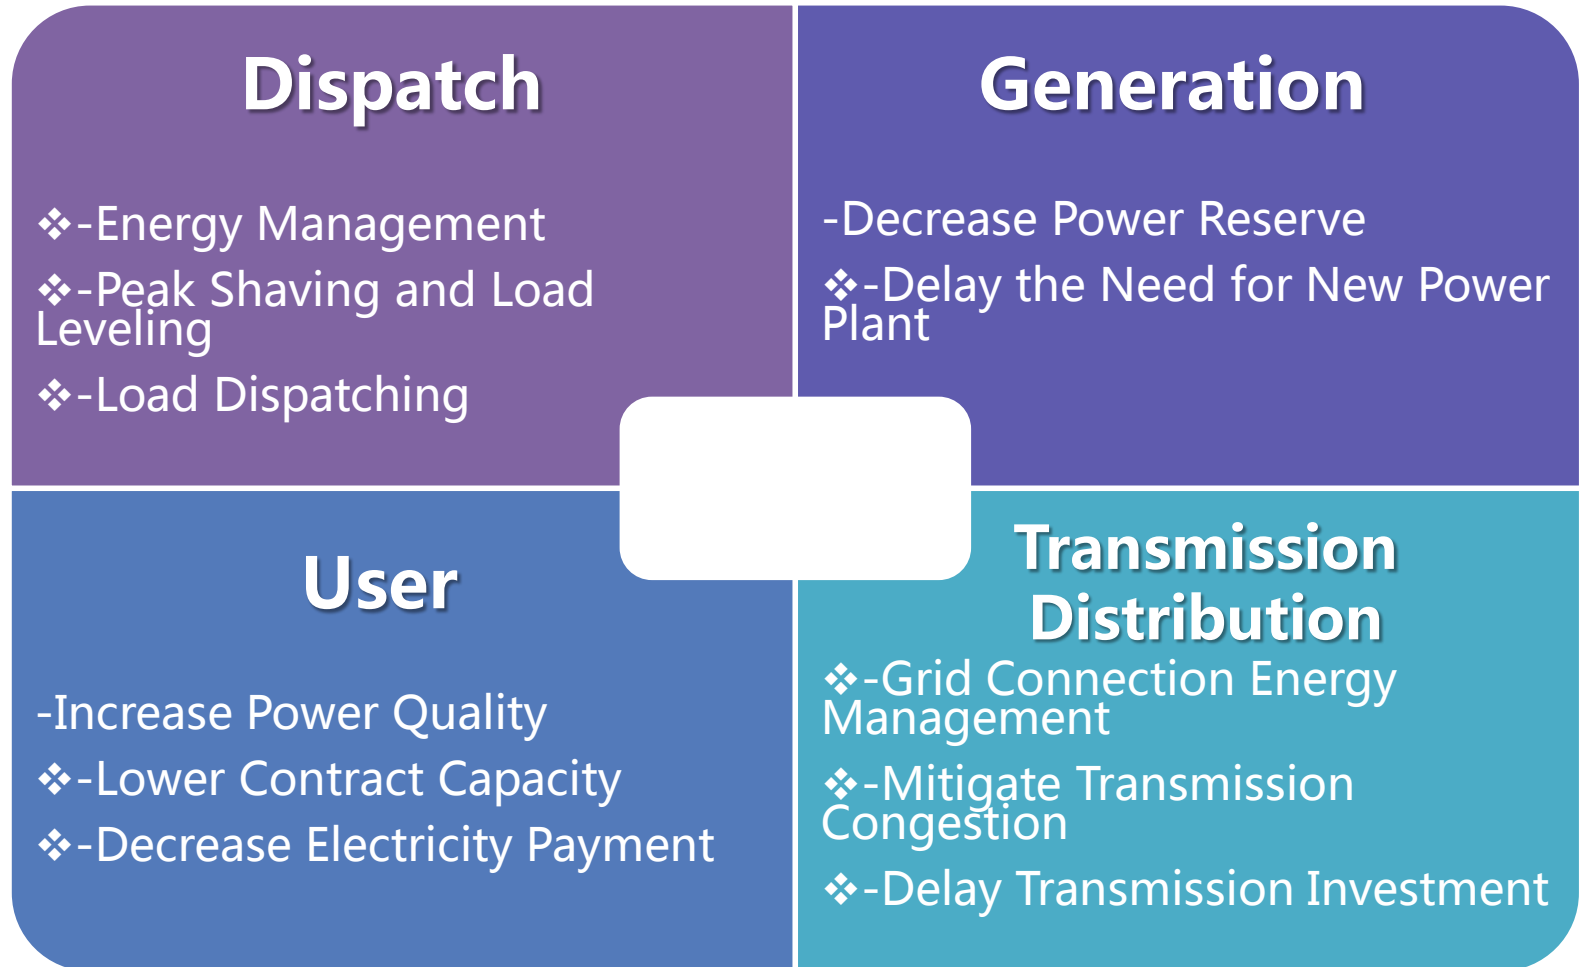 Dispatch
❖-Energy Management
❖-Peak Shaving and Load
Leveling
❖-Load Dispatching
Generation
-Decrease Power Reserve
❖-Delay the Need for New Power
Plant
User
-Increase Power Quality
❖-Lower Contract Capacity
❖-Decrease Electricity Payment
Transmission
Distribution
❖-Grid Connection Energy
Management
❖-Mitigate Transmission
Congestion
❖-Delay Transmission Investment